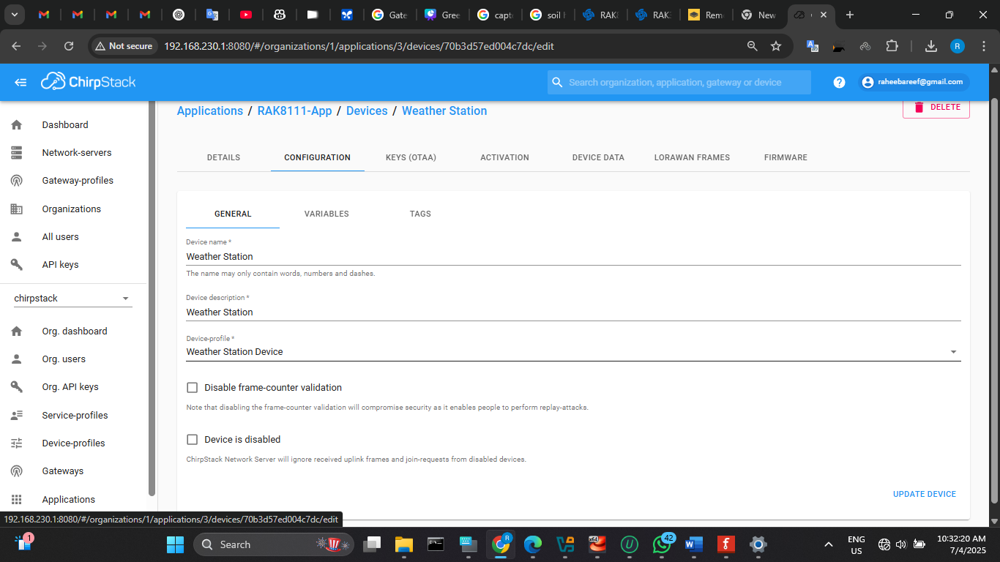 Gate
Gree
capt
soil h
RAK
RAK
Rem
New
Not secure
192.168.230.1:8080/#/organizations/1/applications/3/devices/70b3d57ed004c7dc/edit
R
ChirpStack
Search organization, application, gateway or device
raheebareef@gmail.com
Applications / RAK8111-App / Devices / Weather Station
DELETE
Dashboard
Network-servers
Gateway-profiles
Organizations
All users
API keys
chirpstack
Org. dashboard
Org. users
Org. API keys
Service-profiles
Device-profiles
Gateways
Applications
DETAILS CONFIGURATION KEYS (OTAA) ACTIVATION DEVICE DATA LORAWAN FRAMES FIRMWARE
GENERAL VARIABLES TAGS
Device name *
Weather Station
The name may only contain words, numbers and dashes.
Device description *
Weather Station
Device-profile *
Weather Station Device
Disable frame-counter validation
Note that disabling the frame-counter validation will compromise security as it enables people to perform replay-attacks.
Device is disabled
ChirpStack Network Server will ignore received uplink frames and join-requests from disabled devices.
UPDATE DEVICE
192.168.230.1:8080/#/organizations/1/applications/3/devices/70b3d57ed004c7dc/edit
1
Search
R
42
ENG
US
10:32:20 AM
7/4/2025